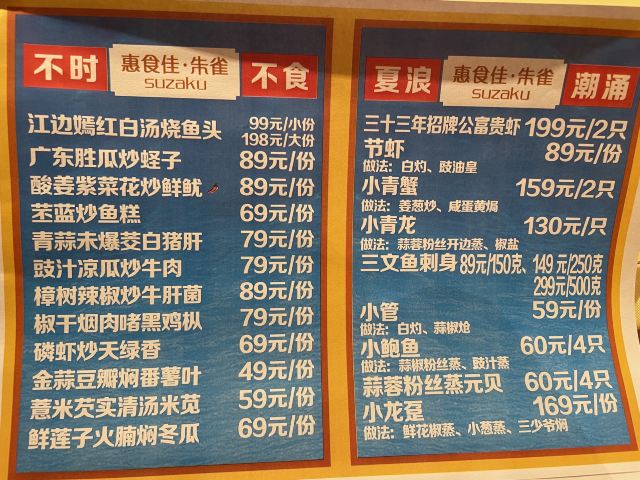 不时
惠食佳·朱雀
suzaku
不食
江边嫣红白汤烧鱼头 99元/小份
198元/大份
广东胜瓜炒蛏子 89元/份
酸姜紫菜花炒鲜鱿 89元/份
芣蓝炒鱼糕 69元/份
青蒜末爆茭白猪肝 79元/份
豉汁凉瓜炒牛肉 79元/份
樟树辣椒炒牛肝菌 89元/份
椒干烟肉啫黑鸡枞 79元/份
磷虾炒天绿香 69元/份
金蒜豆瓣焖番薯叶 49元/份
薏米芡实清汤米苋 59元/份
鲜莲子火腩焖冬瓜 69元/份
夏浪
惠食佳·朱雀
suzaku
潮涌
三十三年招牌公富贵虾 199元/2只
节虾 89元/份
做法：白灼、豉油皇
小青蟹 159元/2只
做法：姜葱炒、咸蛋黄焗
小青龙 130元/只
做法：蒜蓉粉丝开边蒸、椒盐
三文鱼刺身 89元/150克、149元/250克
299元/500克
小管 59元/份
做法：白灼、蒜椒炝
小鲍鱼 60元/4只
做法：蒜椒粉丝蒸、豉汁蒸
蒜蓉粉丝蒸元贝 60元/4只
小龙趸 169元/份
做法：鲜花椒蒸、小葱蒸、三少爷焖